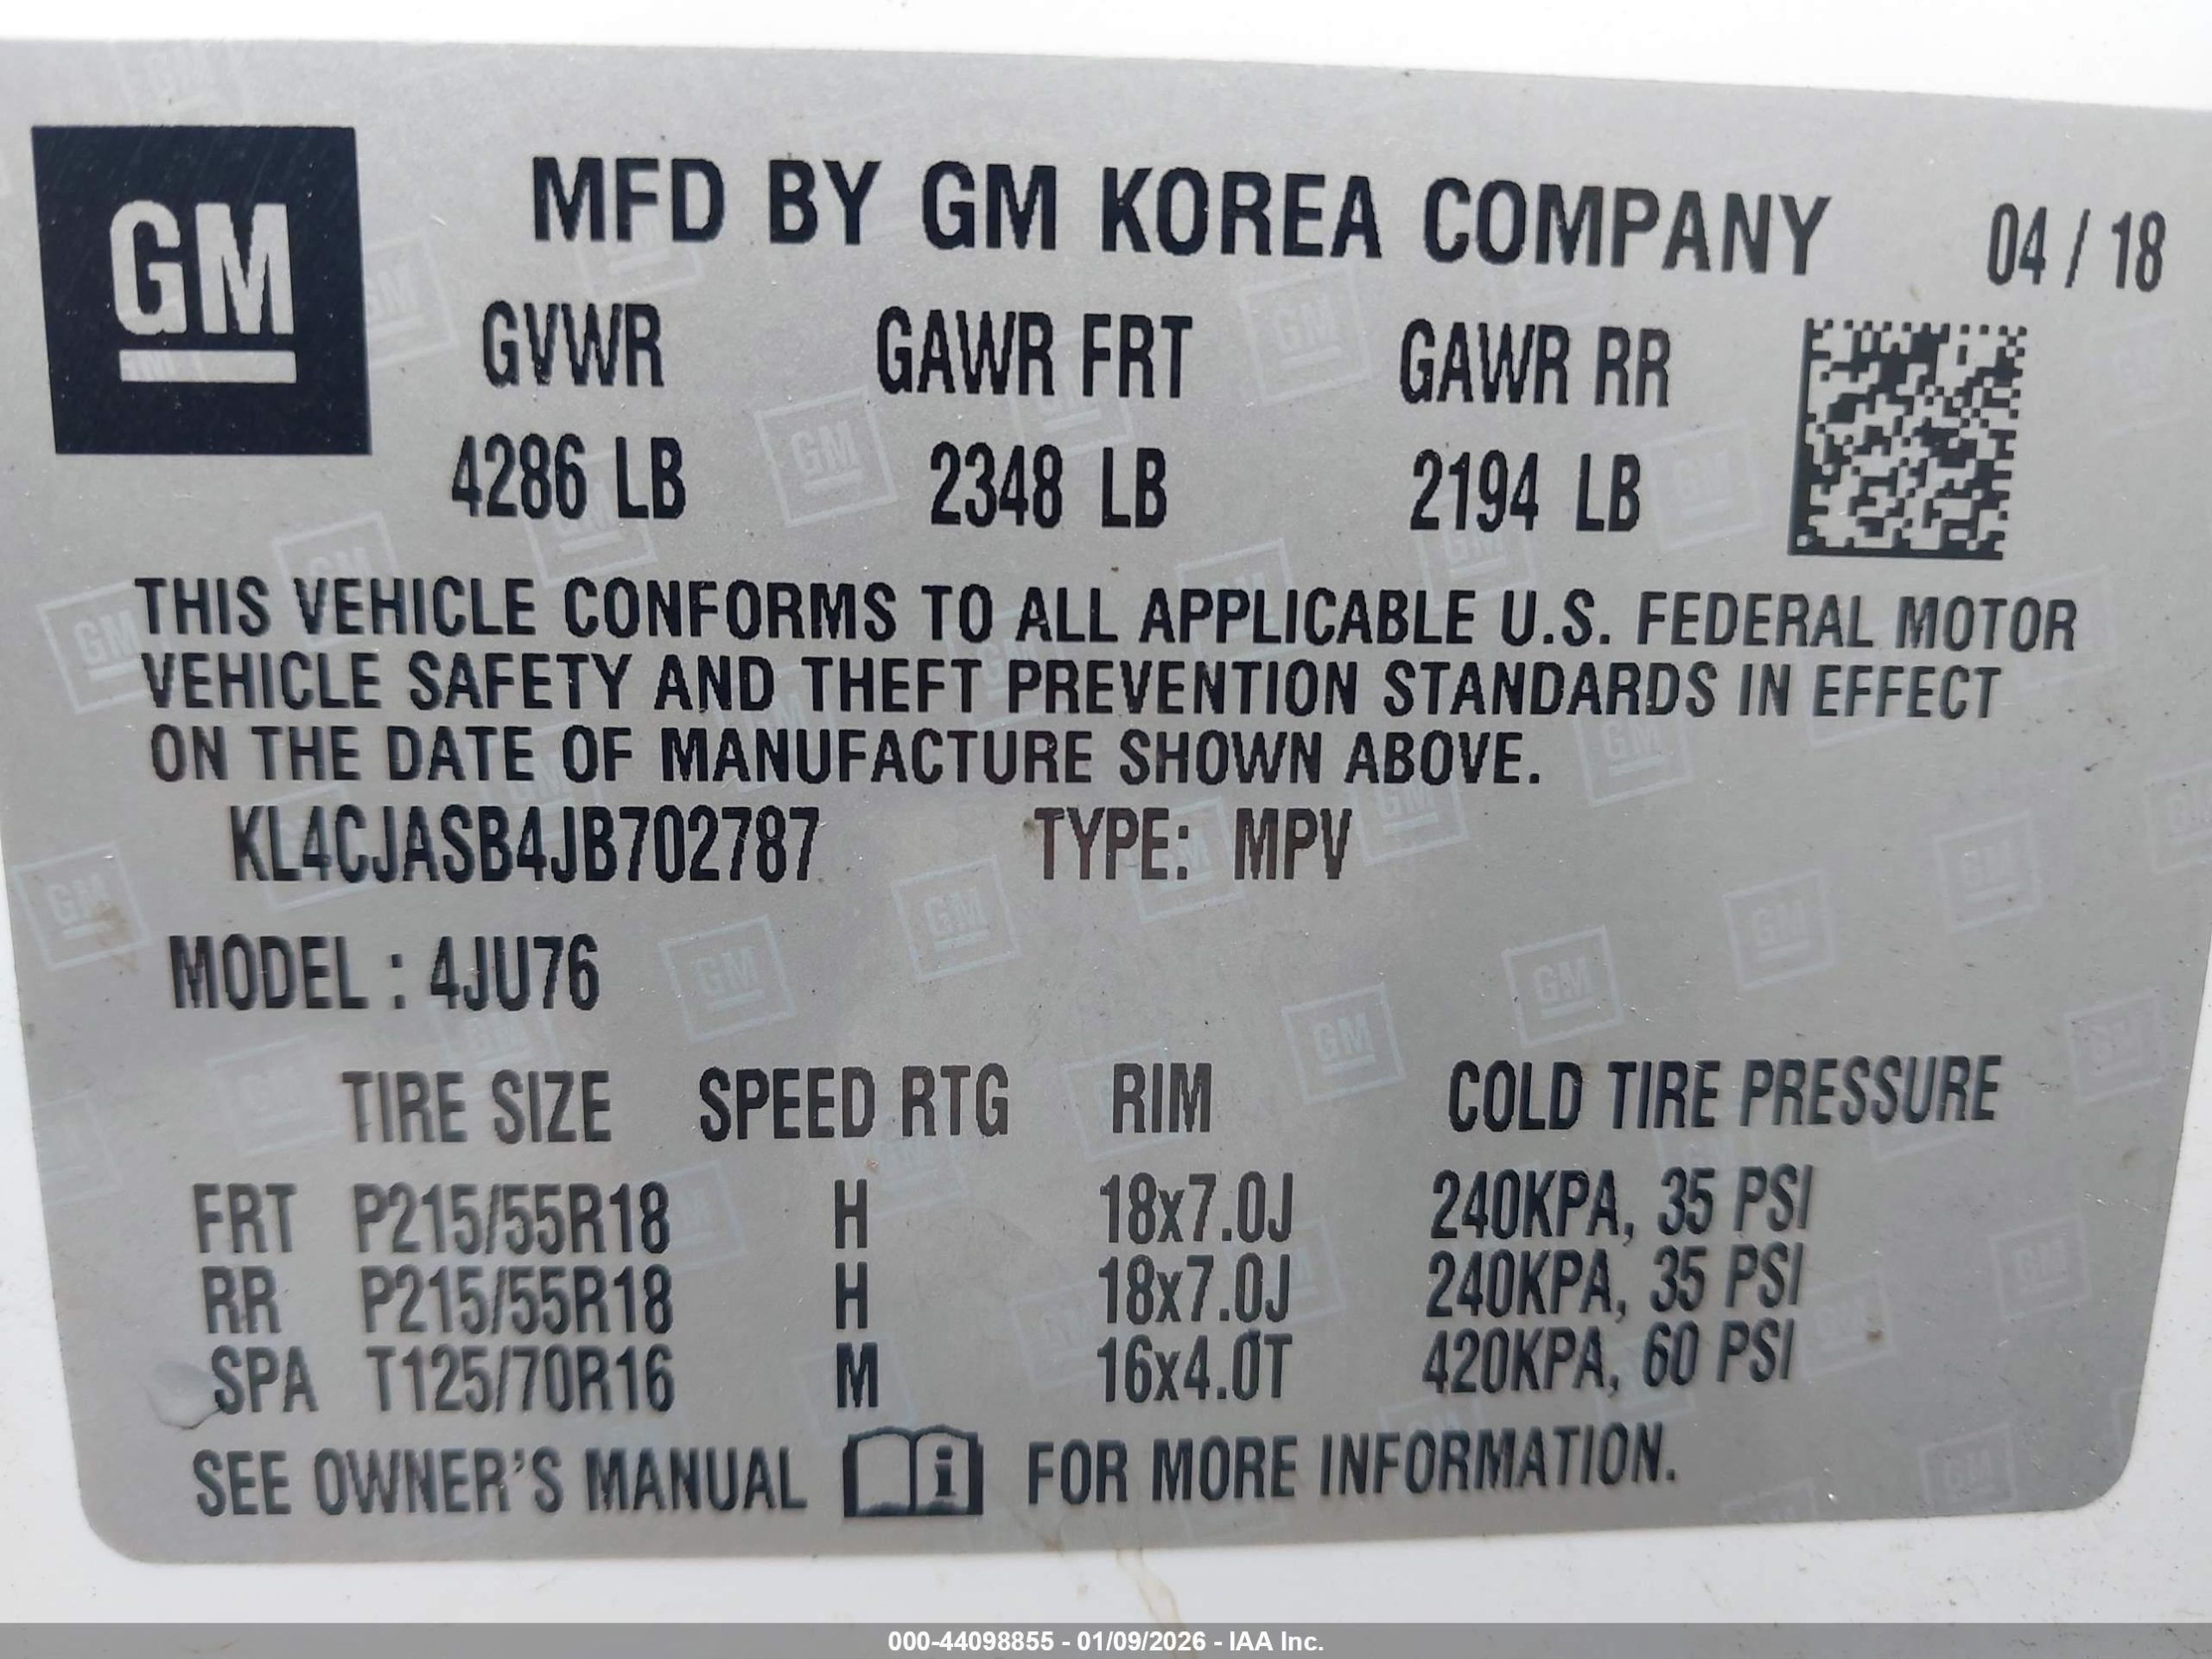 GM
MFD BY GM KOREA COMPANY 04 / 18
GVWR GAWR FRT GAWR RR
4286 LB 2348 LB 2194 LB
THIS VEHICLE CONFORMS TO ALL APPLICABLE U.S. FEDERAL MOTOR
VEHICLE SAFETY AND THEFT PREVENTION STANDARDS IN EFFECT
ON THE DATE OF MANUFACTURE SHOWN ABOVE.
KL4CJASB4JB702787 TYPE: MPV
MODEL : 4JU76
TIRE SIZE SPEED RTG RIM COLD TIRE PRESSURE
FRT P215/55R18 H 18x7.0J 240KPA, 35 PSI
RR P215/55R18 H 18x7.0J 240KPA, 35 PSI
SPA T125/70R16 M 16x4.0T 420KPA, 60 PSI
SEE OWNER'S MANUAL i FOR MORE INFORMATION.
000-44098855 - 01/09/2026 - IAA Inc.